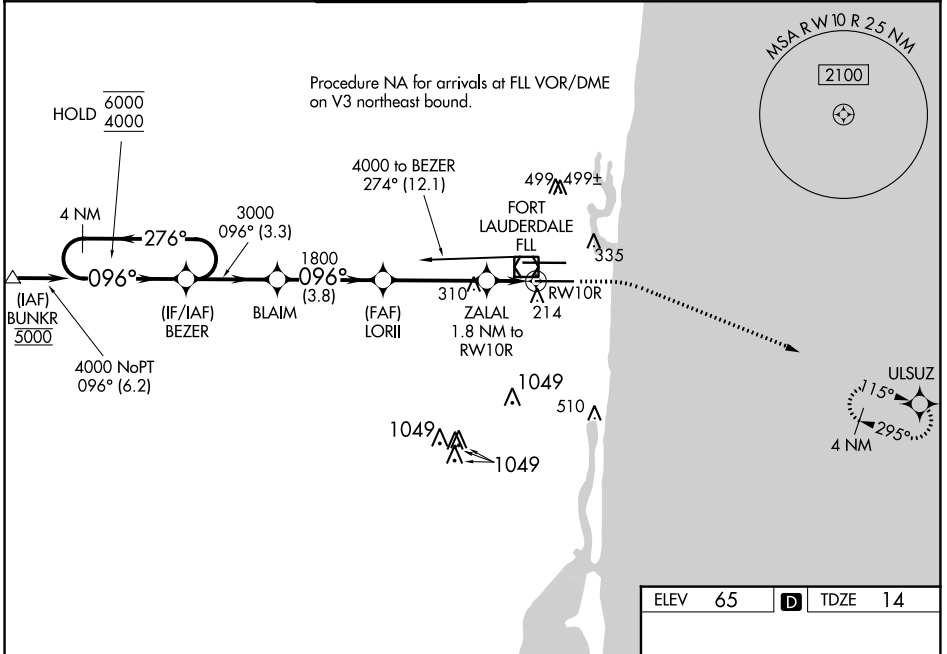 MSA RW 10 R 25 NM
2100
Procedure NA for arrivals at FLL VOR/DME
on V3 northeast bound.
HOLD
6000
4000
4000 to BEZER
274° (12.1)
499
499±
FORT
LAUDERDALE
FLL
335
4 NM
276°
096°
3000
096° (3.3)
1800
096°
(3.8)
310
RW10R
214
(IAF)
BUNKR
5000
(IF/IAF)
BEZER
BLAIM
(FAF)
LORII
ZALAL
1.8 NM to
RW10R
4000 NoPT
096° (6.2)
1049
510
1049
1049
ULSUZ
115°
295°
4 NM
ELEV 65 D TDZE 14